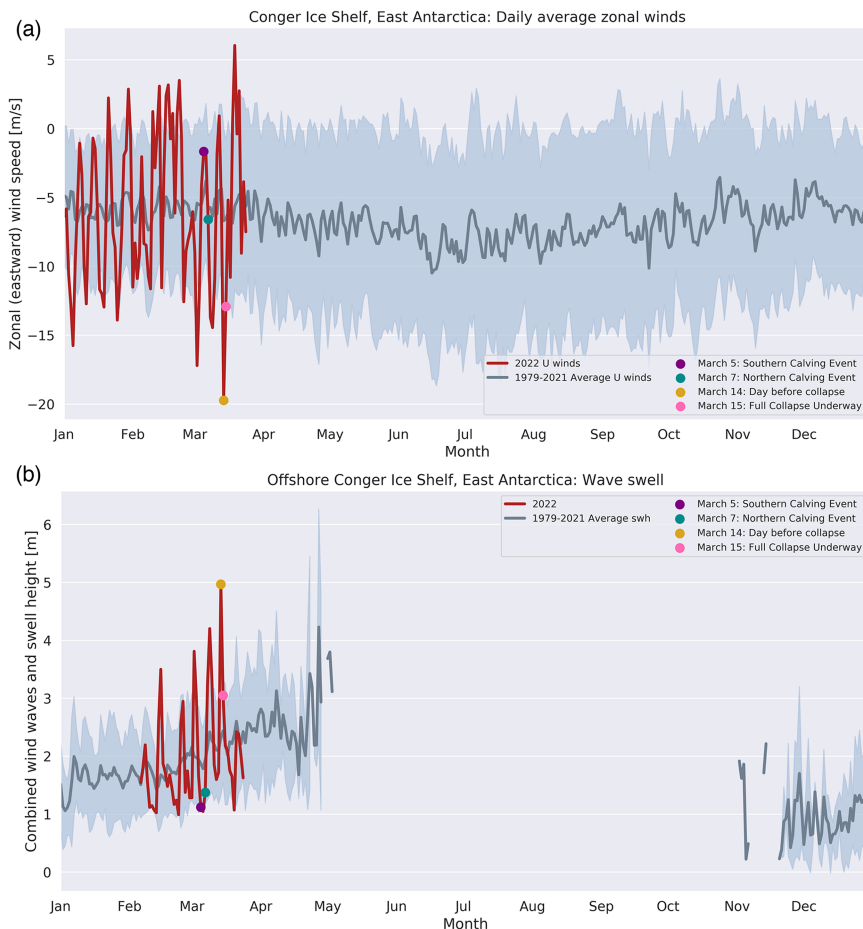 (a)
Conger Ice Shelf, East Antarctica: Daily average zonal winds
Zonal (eastward) wind speed [m/s]
5
0
−5
−10
−15
−20
2022 U winds
1979-2021 Average U winds
March 5: Southern Calving Event
March 7: Northern Calving Event
March 14: Day before collapse
March 15: Full Collapse Underway
Jan Feb Mar Apr May Jun Jul Aug Sep Oct Nov Dec
Month
(b)
Offshore Conger Ice Shelf, East Antarctica: Wave swell
Combined wind waves and swell height [m]
6
5
4
3
2
1
0
2022
1979-2021 Average swh
March 5: Southern Calving Event
March 7: Northern Calving Event
March 14: Day before collapse
March 15: Full Collapse Underway
Jan Feb Mar Apr May Jun Jul Aug Sep Oct Nov Dec
Month